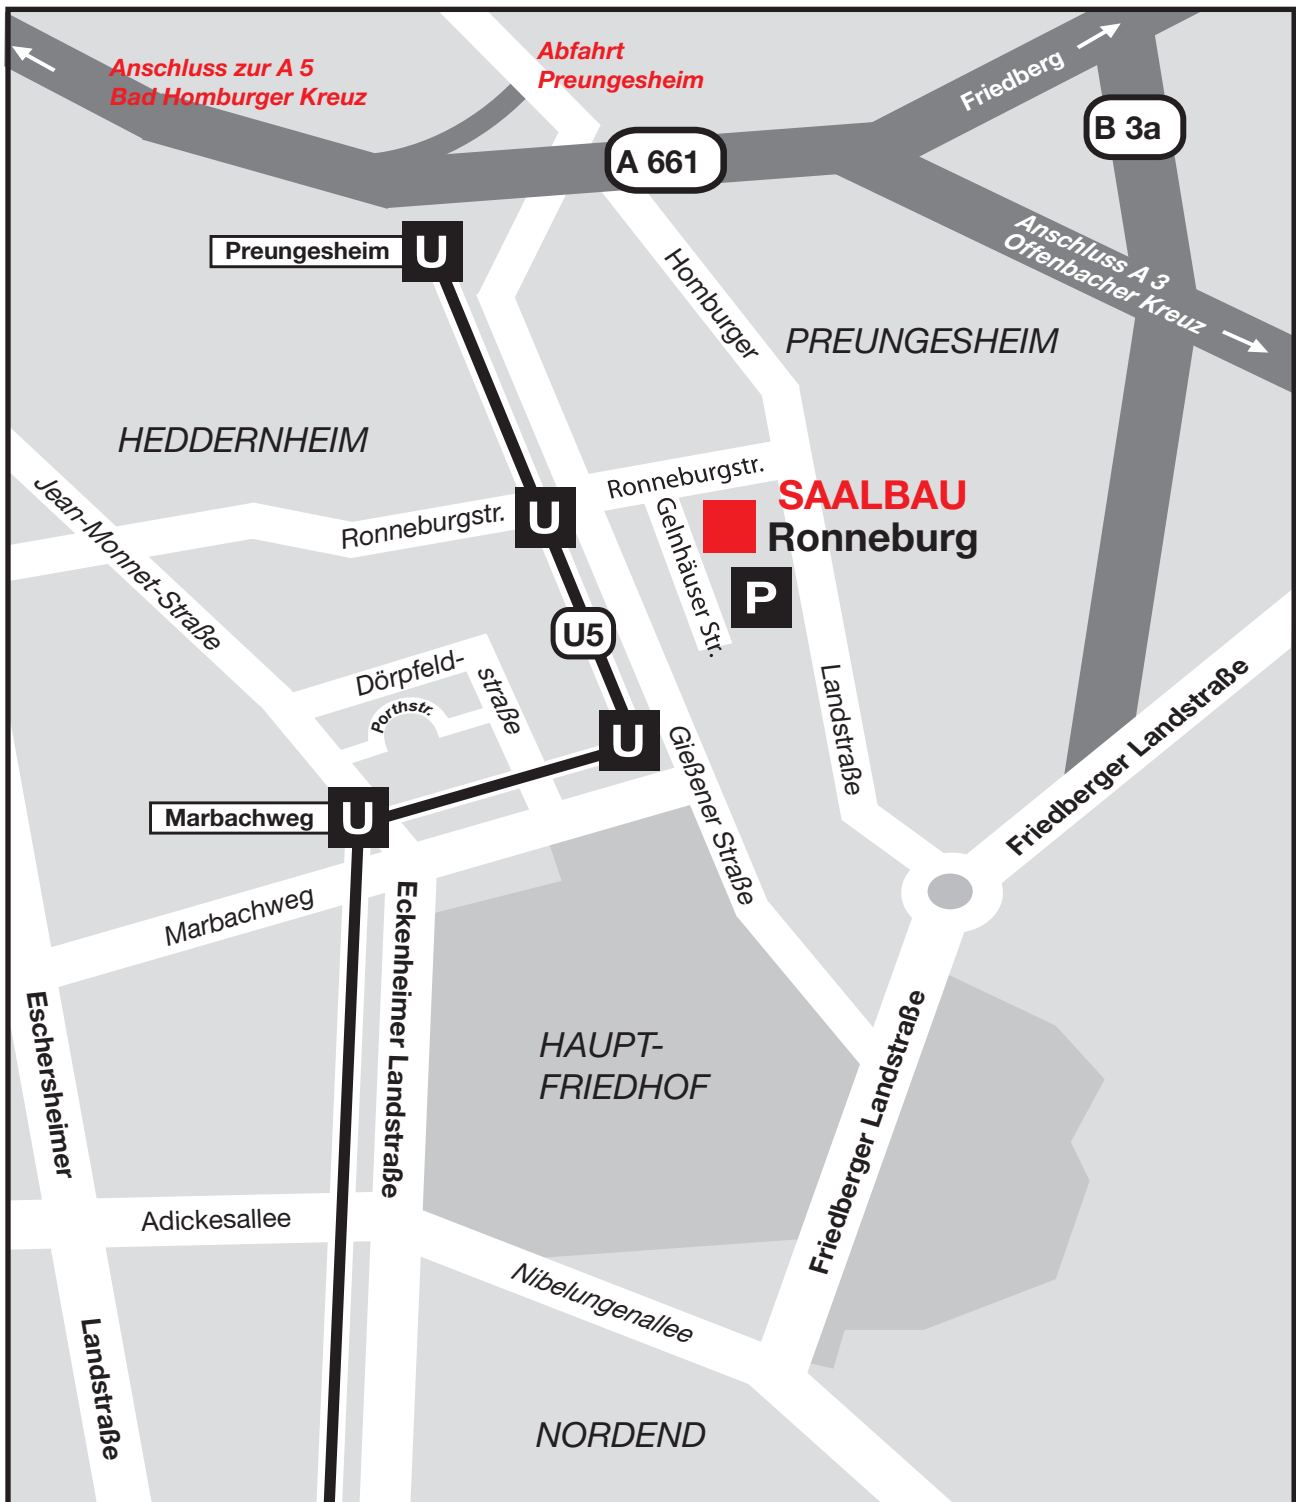 Anschluss zur A 5
Bad Homburger Kreuz
Abfahrt
Preungesheim
Friedberg
B 3a
A 661
Anschluss A 3
Offenbacher Kreuz
Preungesheim
U
Homburger
PREUNGESHEIM
HEDDERNHEIM
Jean-Monnet-Straße
Ronneburgstr.
U
Ronneburgstr.
Gelnhäuser Str.
SAALBAU
Ronneburg
P
U5
Dörpfeld-
straße
Porthstr.
U
Gießener Straße
Landstraße
Friedberger Landstraße
Marbachweg
U
Marbachweg
Eckenheimer Landstraße
Eschersheimer
Landstraße
HAUPT-
FRIEDHOF
Friedberger Landstraße
Adickesallee
Nibelungenallee
NORDEND